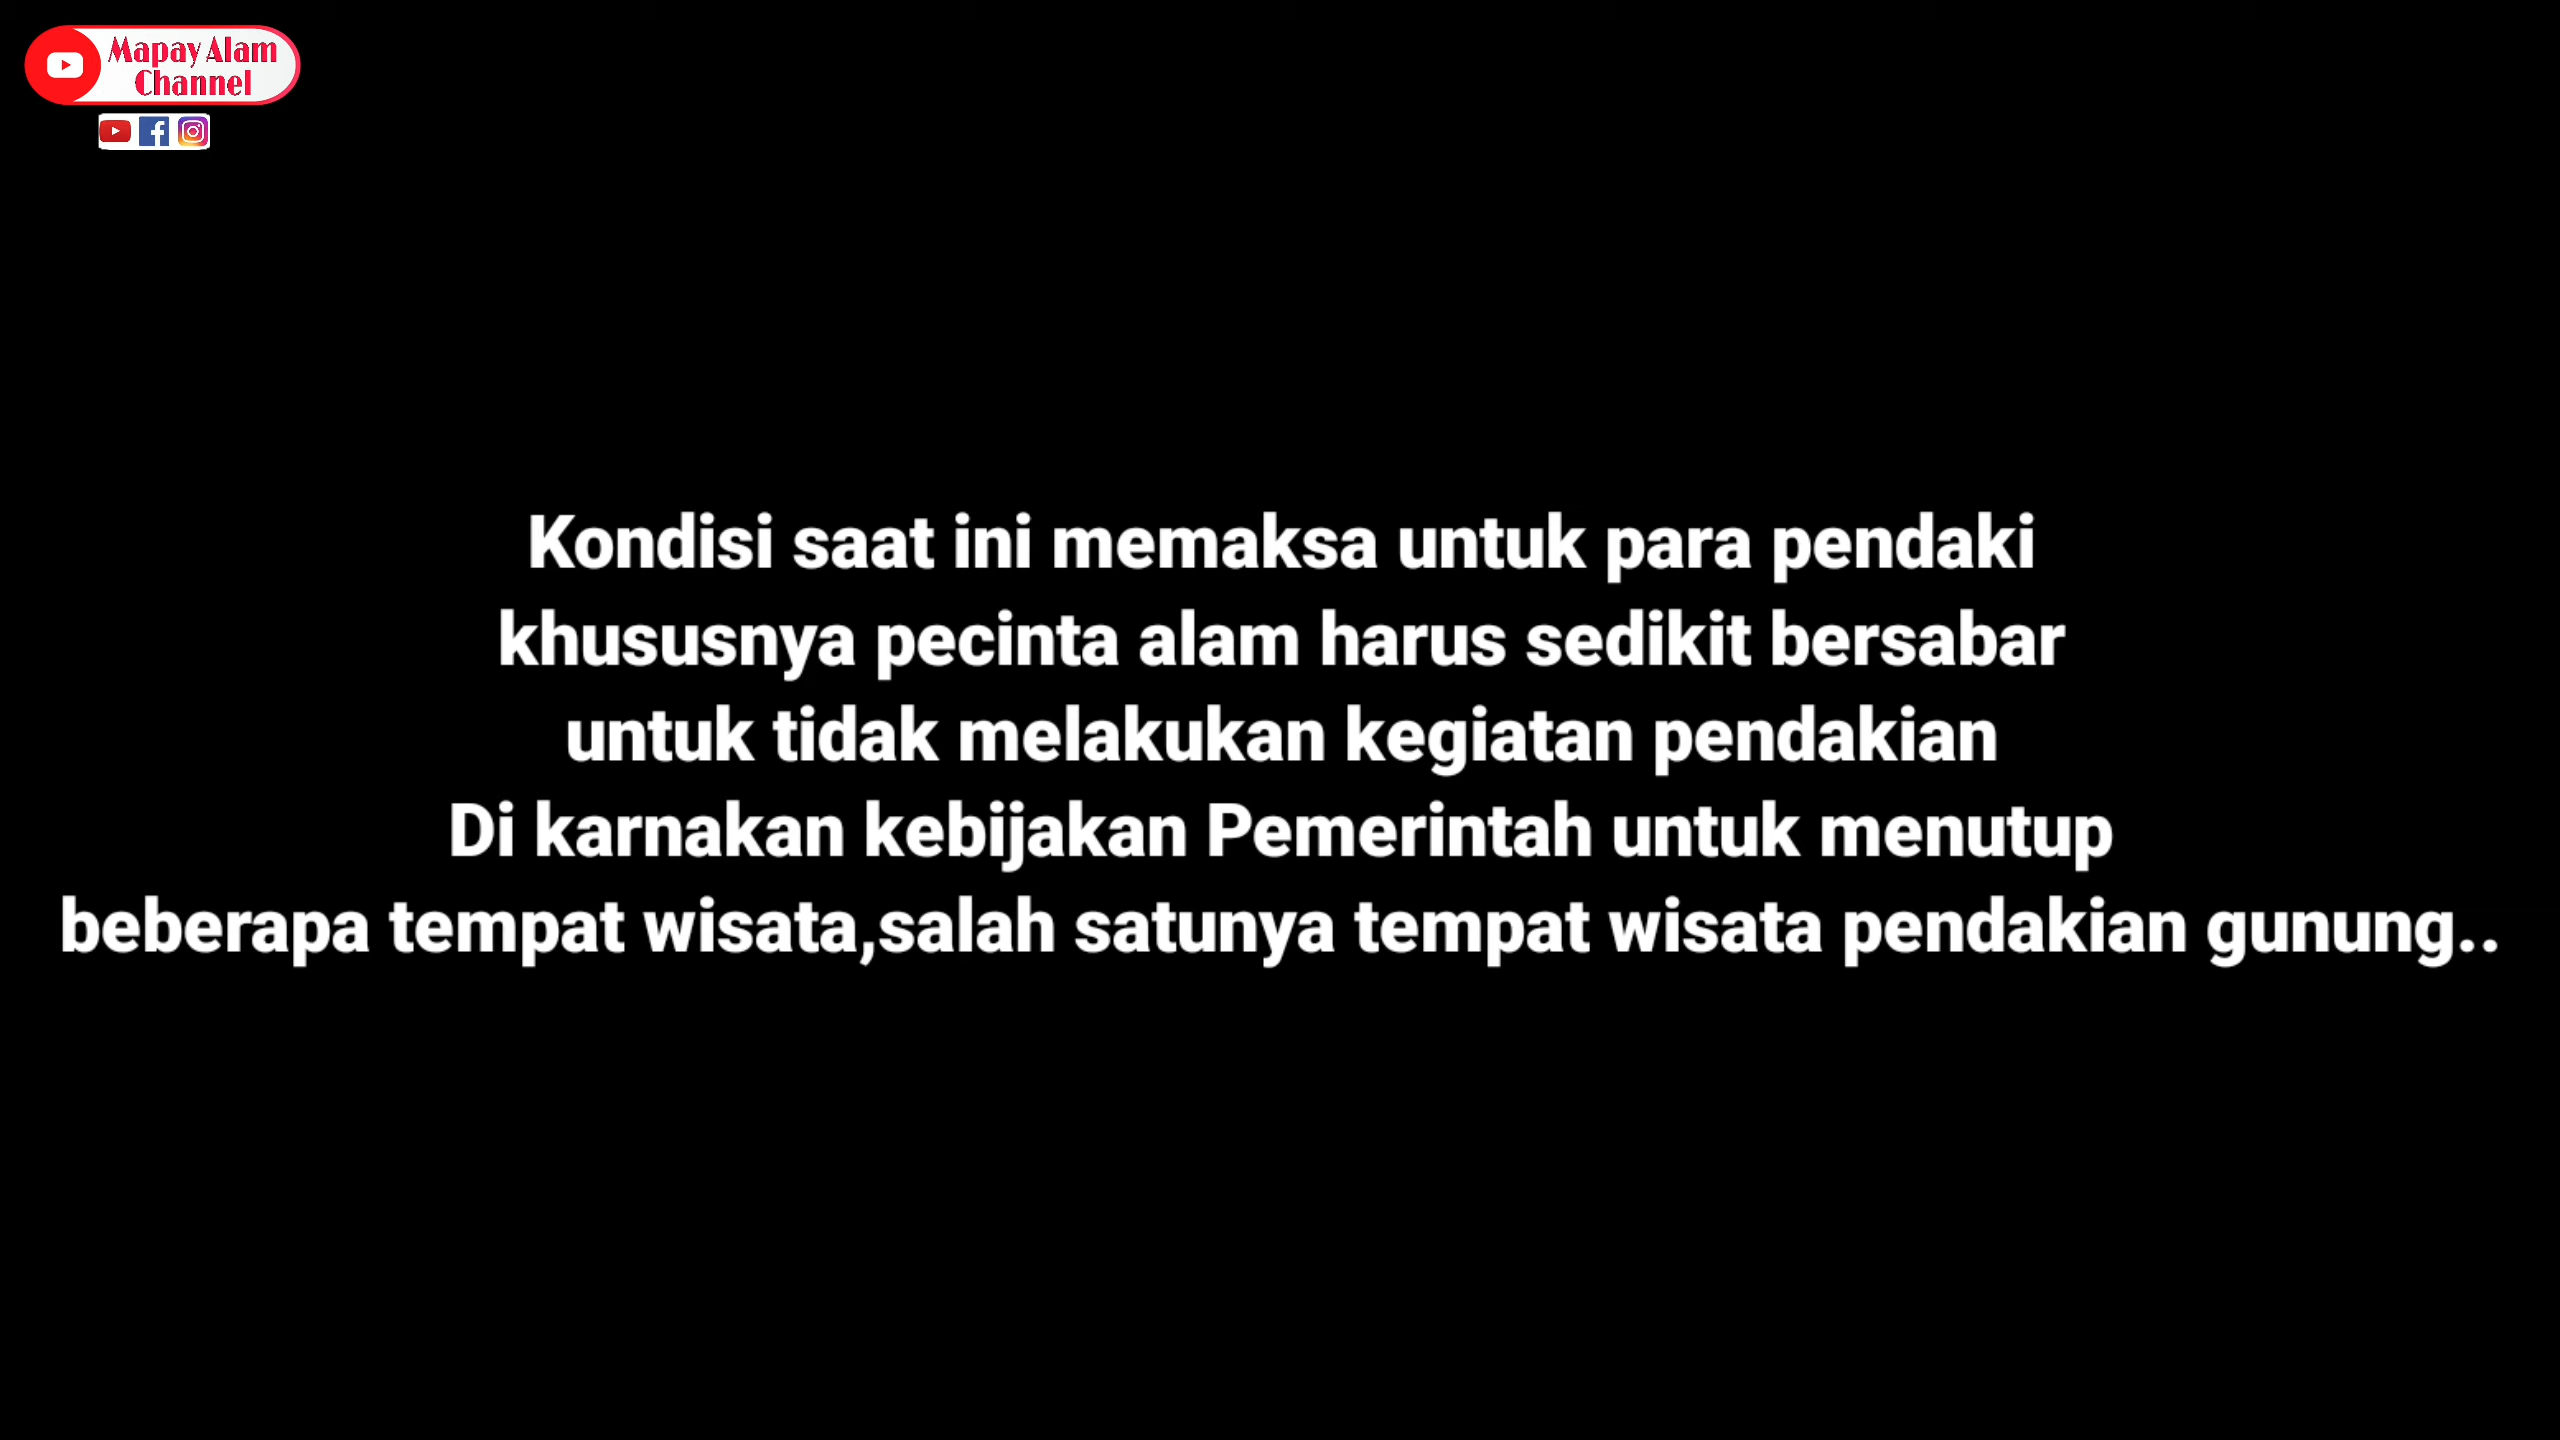 Mapay Alam
Channel
Kondisi saat ini memaksa untuk para pendaki
khususnya pecinta alam harus sedikit bersabar
untuk tidak melakukan kegiatan pendakian
Di karnakan kebijakan Pemerintah untuk menutup
beberapa tempat wisata,salah satunya tempat wisata pendakian gunung..